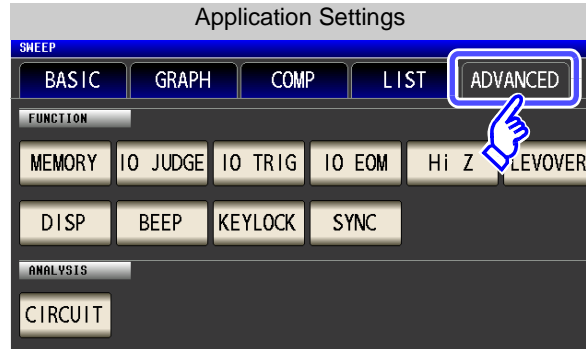 Application Settings
SWEEP
BASIC GRAPH COMP LIST ADVANCED
FUNCTION
MEMORY IO JUDGE IO TRIG IO EOM Hi Z LEVOVER
DISP BEEP KEYLOCK SYNC
ANALYSIS
CIRCUIT